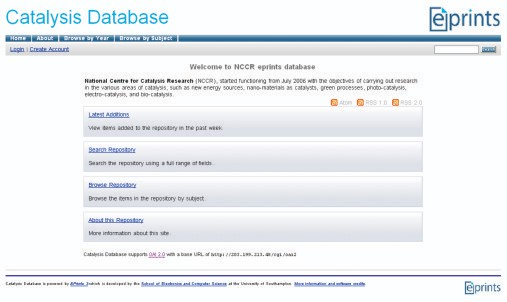 Catalysis Database
eprints
Home | About | Browse by Year | Browse by Subject
Login | Create Account
Welcome to NCCR eprints database
National Centre for Catalysis Research (NCCR), started functioning from July 2006 with the objectives of carrying out research
in the various areas of catalysis, such as new energy sources, nano-materials as catalysts, green processes, photo-catalysis,
electro-catalysis, and bio-catalysis.
Atom RSS 1.0 RSS 2.0
Latest Additions
View items added to the repository in the past week.
Search Repository
Search the repository using a full range of fields.
Browse Repository
Browse the items in the repository by subject.
About this Repository
More information about this site.
Catalysis Database supports OAI 2.0 with a base URL of http://203.199.213.48/cgi/oai2
Catalysis Database is powered by EPrints 3 which is developed by the School of Electronics and Computer Science at the University of Southampton. More information and software credits.
eprints